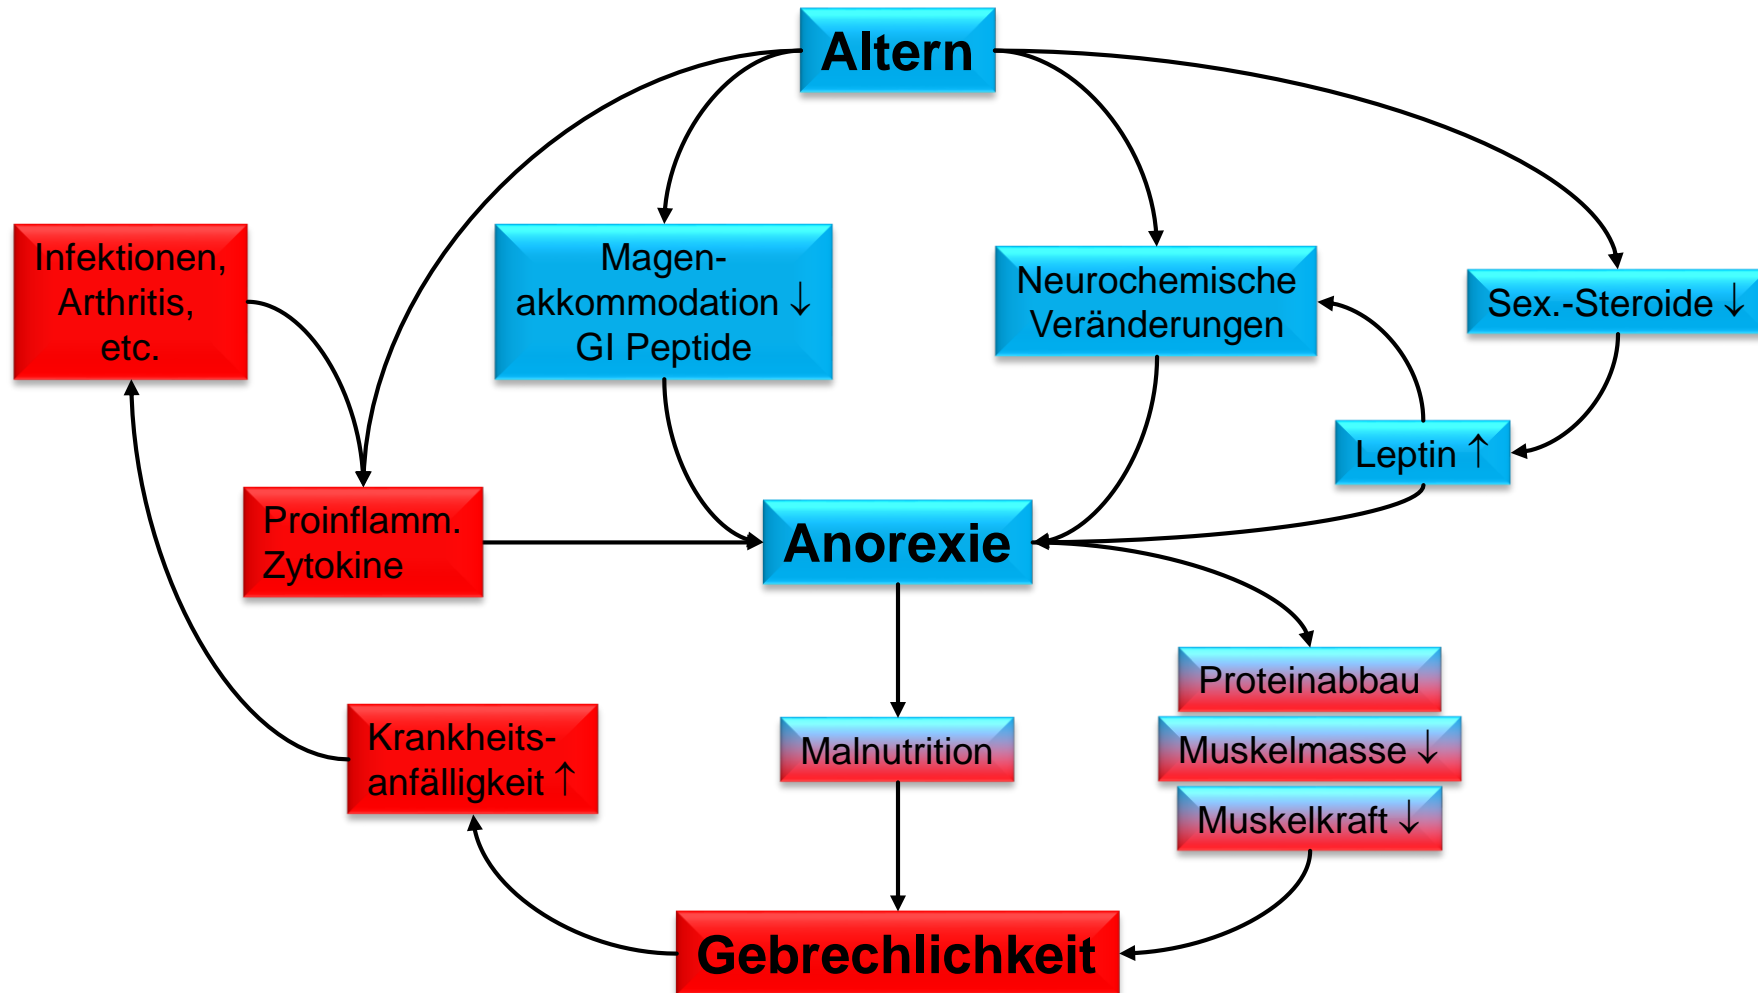 Altern
Infektionen,
Arthritis,
etc.
Magen-
akkommodation ↓
GI Peptide
Neurochemische
Veränderungen
Sex.-Steroide ↓
Leptin ↑
Proinflamm.
Zytokine
Anorexie
Proteinabbau
Krankheits-
anfälligkeit ↑
Malnutrition
Muskelmasse ↓
Muskelkraft ↓
Gebrechlichkeit